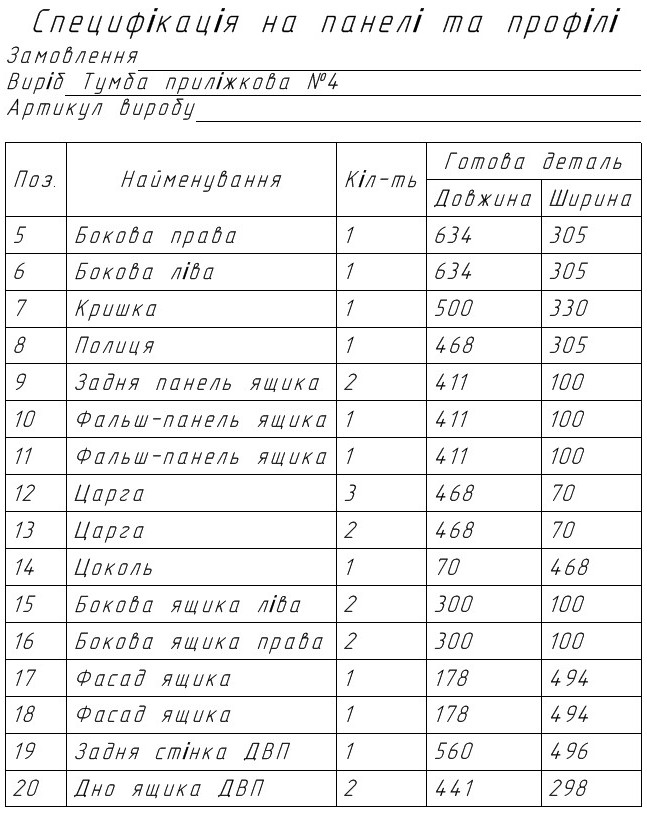 Специфікація на панелі та профілі
Замовлення
Виріб Тумба приліжкова №4
Артикул виробу
Поз. Найменування Кіл-ть Готова деталь
Довжина Ширина
5 Бокова права 1 634 305
6 Бокова ліва 1 634 305
7 Кришка 1 500 330
8 Полиця 1 468 305
9 Задня панель ящика 2 411 100
10 Фальш-панель ящика 1 411 100
11 Фальш-панель ящика 1 411 100
12 Царга 3 468 70
13 Царга 2 468 70
14 Цоколь 1 70 468
15 Бокова ящика ліва 2 300 100
16 Бокова ящика права 2 300 100
17 Фасад ящика 1 178 494
18 Фасад ящика 1 178 494
19 Задня стінка ДВП 1 560 496
20 Дно ящика ДВП 2 441 298